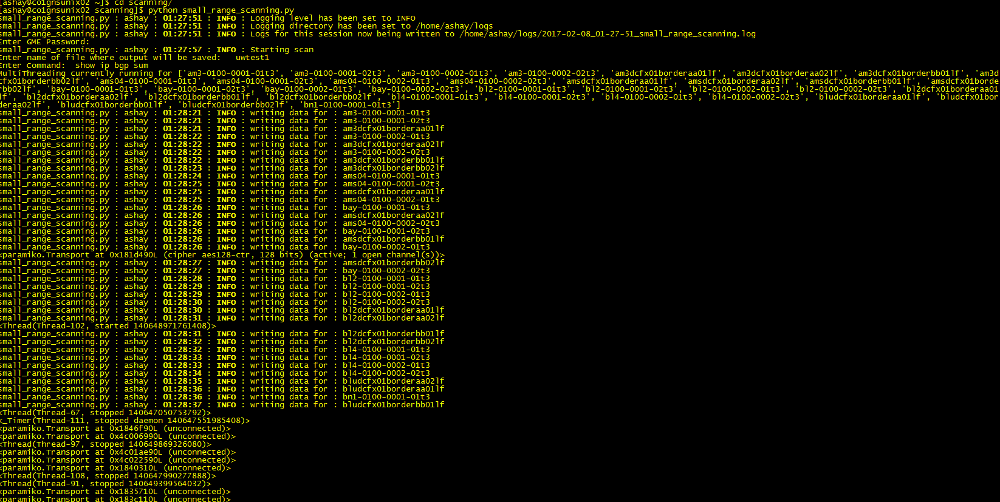 [ashay@co1gnsunix02 ~]$ cd scanning/
[ashay@co1gnsunix02 scanning]$ python small_range_scanning.py
small_range_scanning.py : ashay : 01:27:51 : INFO : Logging level has been set to INFO
small_range_scanning.py : ashay : 01:27:51 : INFO : Logging directory has been set to /home/ashay/logs
small_range_scanning.py : ashay : 01:27:51 : INFO : Logs for this session now being written to /home/ashay/logs/2017-02-08_01-27-51_small_range_scanning.log
Enter GME Password:
small_range_scanning.py : ashay : 01:27:57 : INFO : Starting scan
Enter name of file where output will be saved:   uwtest1
Enter Command:  show ip bgp sum
MultiThreading currently running for ['am3-0100-0001-01t3', 'am3-0100-0001-02t3', 'am3-0100-0002-01t3', 'am3-0100-0002-02t3', 'am3dcfx01borderaa01lf', 'am3dcfx01borderaa02lf', 'am3dcfx01borderbb01lf', 'am3d
cfx01borderbb02lf', 'ams04-0100-0001-01t3', 'ams04-0100-0001-02t3', 'ams04-0100-0002-01t3', 'ams04-0100-0002-02t3', 'amsdcfx01borderaa01lf', 'amsdcfx01borderaa02lf', 'amsdcfx01borderbb01lf', 'amsdcfx01borde
rbb02lf', 'bay-0100-0001-01t3', 'bay-0100-0001-02t3', 'bay-0100-0002-01t3', 'bay-0100-0002-02t3', 'bl2-0100-0001-01t3', 'bl2-0100-0001-02t3', 'bl2-0100-0002-01t3', 'bl2-0100-0002-02t3', 'bl2dcfx01borderaa01
lf', 'bl2dcfx01borderaa02lf', 'bl2dcfx01borderbb01lf', 'bl2dcfx01borderbb02lf', 'bl4-0100-0001-01t3', 'bl4-0100-0001-02t3', 'bl4-0100-0002-01t3', 'bl4-0100-0002-02t3', 'bludcfx01borderaa01lf', 'bludcfx01bor
deraa02lf', 'bludcfx01borderbb01lf', 'bludcfx01borderbb02lf', 'bn1-0100-0001-01t3']
small_range_scanning.py : ashay : 01:28:21 : INFO : writing data for : am3-0100-0001-01t3
small_range_scanning.py : ashay : 01:28:21 : INFO : writing data for : am3-0100-0001-02t3
small_range_scanning.py : ashay : 01:28:21 : INFO : writing data for : am3dcfx01borderaa01lf
small_range_scanning.py : ashay : 01:28:22 : INFO : writing data for : am3-0100-0002-01t3
small_range_scanning.py : ashay : 01:28:22 : INFO : writing data for : am3dcfx01borderaa02lf
small_range_scanning.py : ashay : 01:28:22 : INFO : writing data for : am3-0100-0002-02t3
small_range_scanning.py : ashay : 01:28:22 : INFO : writing data for : am3dcfx01borderbb01lf
small_range_scanning.py : ashay : 01:28:23 : INFO : writing data for : am3dcfx01borderbb02lf
small_range_scanning.py : ashay : 01:28:24 : INFO : writing data for : ams04-0100-0001-01t3
small_range_scanning.py : ashay : 01:28:25 : INFO : writing data for : ams04-0100-0001-02t3
small_range_scanning.py : ashay : 01:28:25 : INFO : writing data for : amsdcfx01borderaa01lf
small_range_scanning.py : ashay : 01:28:25 : INFO : writing data for : ams04-0100-0002-01t3
small_range_scanning.py : ashay : 01:28:26 : INFO : writing data for : bay-0100-0001-01t3
small_range_scanning.py : ashay : 01:28:26 : INFO : writing data for : amsdcfx01borderaa02lf
small_range_scanning.py : ashay : 01:28:26 : INFO : writing data for : ams04-0100-0002-02t3
small_range_scanning.py : ashay : 01:28:26 : INFO : writing data for : bay-0100-0001-02t3
small_range_scanning.py : ashay : 01:28:26 : INFO : writing data for : amsdcfx01borderbb01lf
small_range_scanning.py : ashay : 01:28:26 : INFO : writing data for : bay-0100-0002-01t3
<paramiko.Transport at 0x181d490L (cipher aes128-ctr, 128 bits) (active; 1 open channel(s))>
small_range_scanning.py : ashay : 01:28:27 : INFO : writing data for : amsdcfx01borderbb02lf
small_range_scanning.py : ashay : 01:28:27 : INFO : writing data for : bay-0100-0002-02t3
small_range_scanning.py : ashay : 01:28:28 : INFO : writing data for : bl2-0100-0001-01t3
small_range_scanning.py : ashay : 01:28:29 : INFO : writing data for : bl2-0100-0001-02t3
small_range_scanning.py : ashay : 01:28:29 : INFO : writing data for : bl2-0100-0002-01t3
small_range_scanning.py : ashay : 01:28:30 : INFO : writing data for : bl2-0100-0002-02t3
small_range_scanning.py : ashay : 01:28:30 : INFO : writing data for : bl2dcfx01borderaa01lf
small_range_scanning.py : ashay : 01:28:31 : INFO : writing data for : bl2dcfx01borderaa02lf
<Thread(Thread-102, started 140648971761408)>
small_range_scanning.py : ashay : 01:28:31 : INFO : writing data for : bl2dcfx01borderbb01lf
small_range_scanning.py : ashay : 01:28:32 : INFO : writing data for : bl2dcfx01borderbb02lf
small_range_scanning.py : ashay : 01:28:32 : INFO : writing data for : bl4-0100-0001-01t3
small_range_scanning.py : ashay : 01:28:33 : INFO : writing data for : bl4-0100-0001-02t3
small_range_scanning.py : ashay : 01:28:33 : INFO : writing data for : bl4-0100-0002-01t3
small_range_scanning.py : ashay : 01:28:34 : INFO : writing data for : bl4-0100-0002-02t3
small_range_scanning.py : ashay : 01:28:35 : INFO : writing data for : bludcfx01borderaa02lf
small_range_scanning.py : ashay : 01:28:36 : INFO : writing data for : bludcfx01borderaa01lf
small_range_scanning.py : ashay : 01:28:36 : INFO : writing data for : bn1-0100-0001-01t3
small_range_scanning.py : ashay : 01:28:37 : INFO : writing data for : bludcfx01borderbb01lf
<Thread(Thread-67, stopped 140647050753792)>
<_Timer(Thread-111, stopped daemon 140647551985408)>
<paramiko.Transport at 0x1846f90L (unconnected)>
<paramiko.Transport at 0x4c006990L (unconnected)>
<Thread(Thread-97, stopped 140649869326080)>
<paramiko.Transport at 0x4c01ae90L (unconnected)>
<paramiko.Transport at 0x4c022590L (unconnected)>
<paramiko.Transport at 0x1840310L (unconnected)>
<Thread(Thread-108, stopped 140647990277888)>
<Thread(Thread-91, stopped 140649399564032)>
<paramiko.Transport at 0x1835710L (unconnected)>
<paramiko.Transport at 0x183c110L (unconnected)>